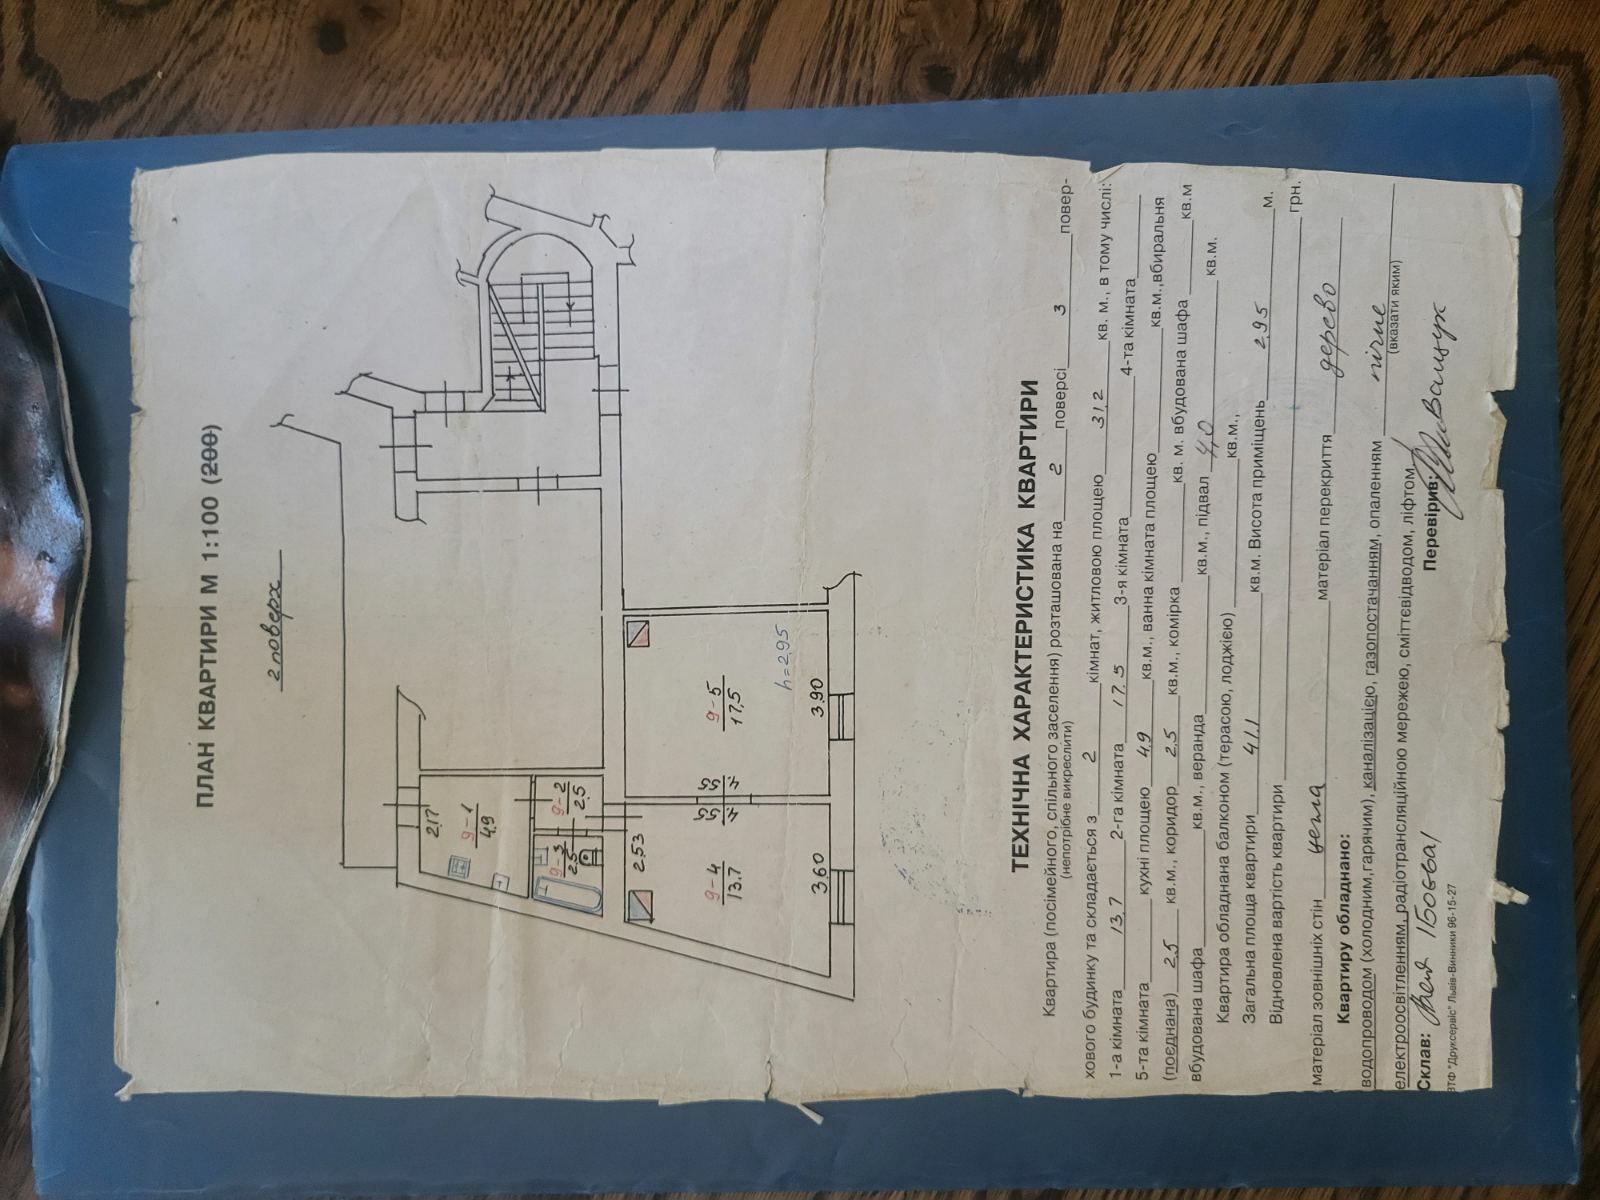 ПЛАН КВАРТИРИ М 1:100 (200)
2 поверх
2,17
9-1
4,9
9-2
2,5
9-3
2,5
2,53
9-4
13.7
4,55
4,55
9-5
17,5
h=2,95
3,60
3,90
ТЕХНІЧНА ХАРАКТЕРИСТИКА КВАРТИРИ
Квартира (посімейного, спільного заселення) розташована на 2 поверсі 3 повер-
(непотрібне викреслити)
хового будинку та складається з 2 кімнат, житловою площею 31,2 кв. м., в тому числі:
1-а кімната 13,7 2-га кімната 17.5 3-я кімната 4-та кімната
5-та кімната кухні площею 4,9 кв.м., ванна кімната площею кв.м.,вбиральня
(поєднана) 2,5 кв.м., коридор 2,5 кв.м., комірка кв. м. вбудована шафа кв.м
вбудована шафа кв.м., веранда кв.м., підвал 4,0 кв.м.
Квартира обладнана балконом (терасою, лоджією) кв.м.,
Загальна площа квартири 41,1 кв.м. Висота приміщень 2,95 м.
Відновлена вартість квартири грн.
матеріал зовнішніх стін цегла матеріал перекриття дерево
Квартиру обладнано:
водопроводом (холодним,гарячим), каналізацією, газопостачанням, опаленням пічне
(вказати яким)
електроосвітленням, радіотрансляційною мережею, сміттєвідводом, ліфтом
Склав: Перевірив:
ВТФ "Друксервіс" Львів-Винники 96-15-27